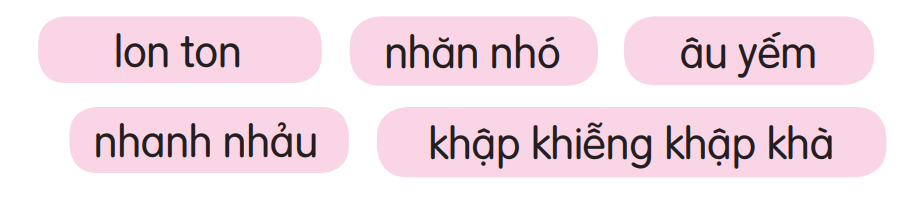 lon ton nhăn nhó âu yếm
nhanh nhảu khập khiễng khập khà